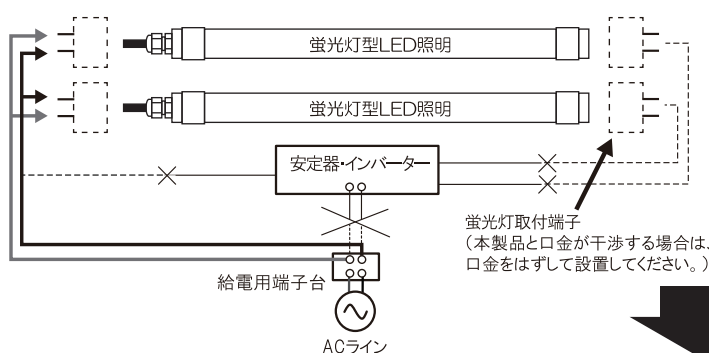 蛍光灯型LED照明
蛍光灯型LED照明
安定器・インバーター
蛍光灯取付端子
（本製品と口金が干渉する場合は、
口金をはずして設置してください。）
給電用端子台
ACライン